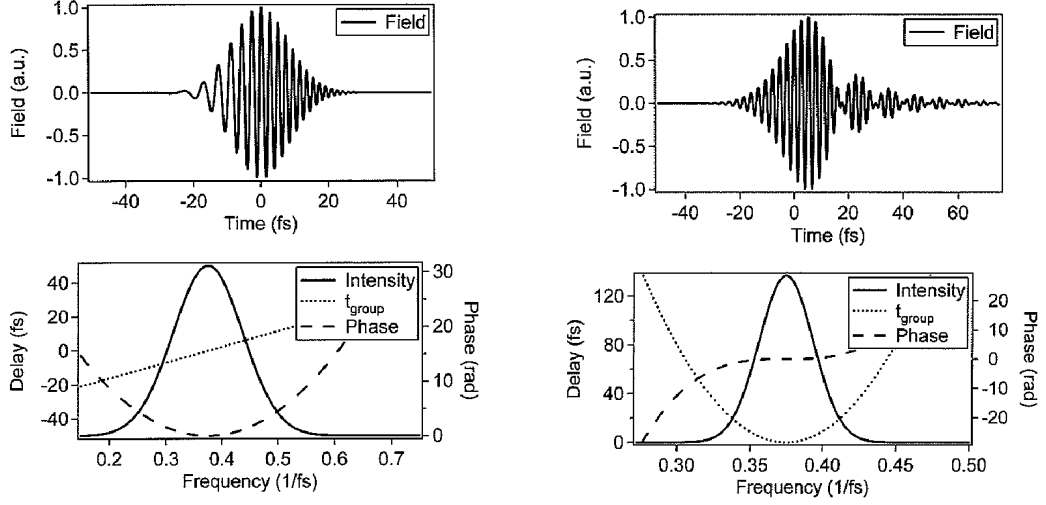 1.0
0.5
0.0
-0.5
-1.0
Field (a.u.)
Field
-40 -20 0 20 40
Time (fs)
1.0
0.5
0.0
-0.5
-1.0
Field (a.u.)
Field
-40 -20 0 20 40 60
Time (fs)
40
20
0
-20
-40
Delay (fs)
Intensity
t_group
Phase
30
20
10
0
Phase (rad)
0.2 0.3 0.4 0.5 0.6 0.7
Frequency (1/fs)
120
80
40
0
Delay (fs)
Intensity
t_group
Phase
20
10
0
-10
-20
Phase (rad)
0.30 0.35 0.40 0.45 0.50
Frequency (1/fs)